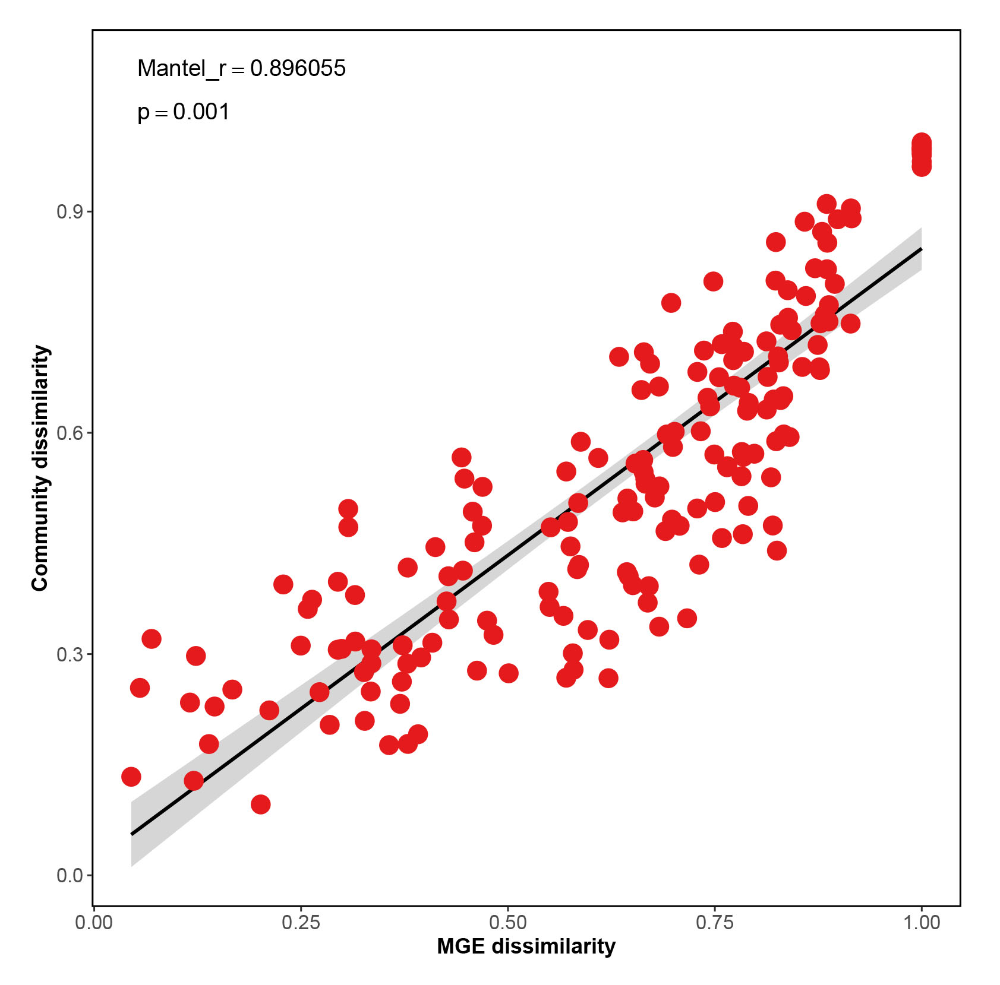 Mantel_r = 0.896055
p = 0.001
0.9
0.6
0.3
0.0
Community dissimilarity
0.00 0.25 0.50 0.75 1.00
MGE dissimilarity